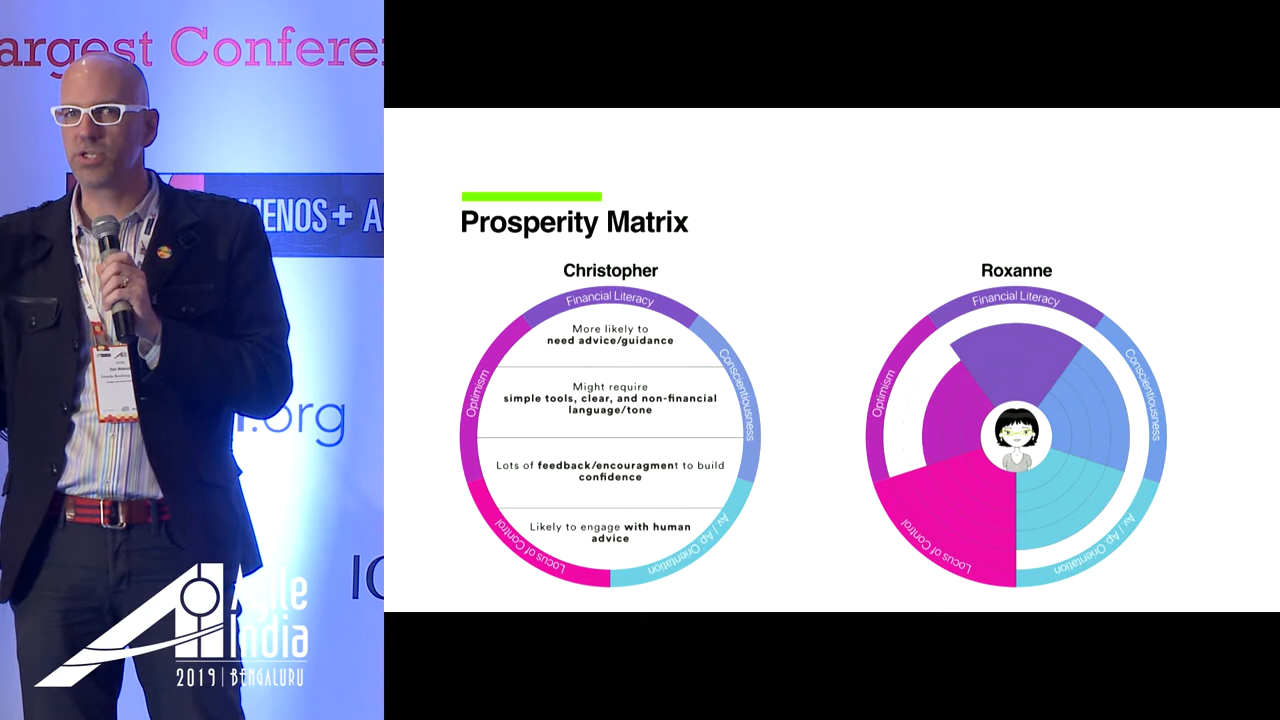 argest Confere
MENOS+ A
.org
IC
Agile
India
2019 | BENGALURU
Prosperity Matrix
Christopher
Financial Literacy
Conscientiousness
Av. / Ap. Orientation
Locus of Control
Optimism
More likely to
need advice/guidance
Might require
simple tools, clear, and non-financial
language/tone
Lots of feedback/encouragment to build
confidence
Likely to engage with human
advice
Roxanne
Financial Literacy
Conscientiousness
Av. / Ap. Orientation
Locus of Control
Optimism